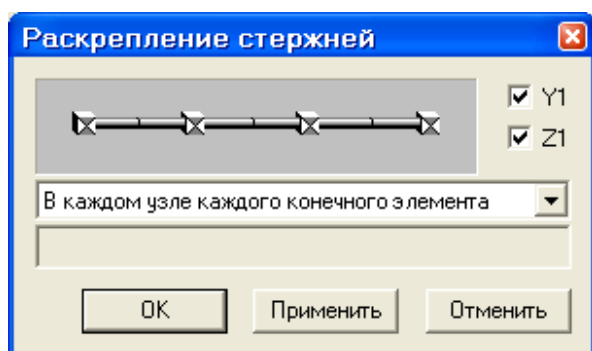 Раскрепление стержней
Y1
Z1
В каждом узле каждого конечного элемента
OK
Применить
Отменить